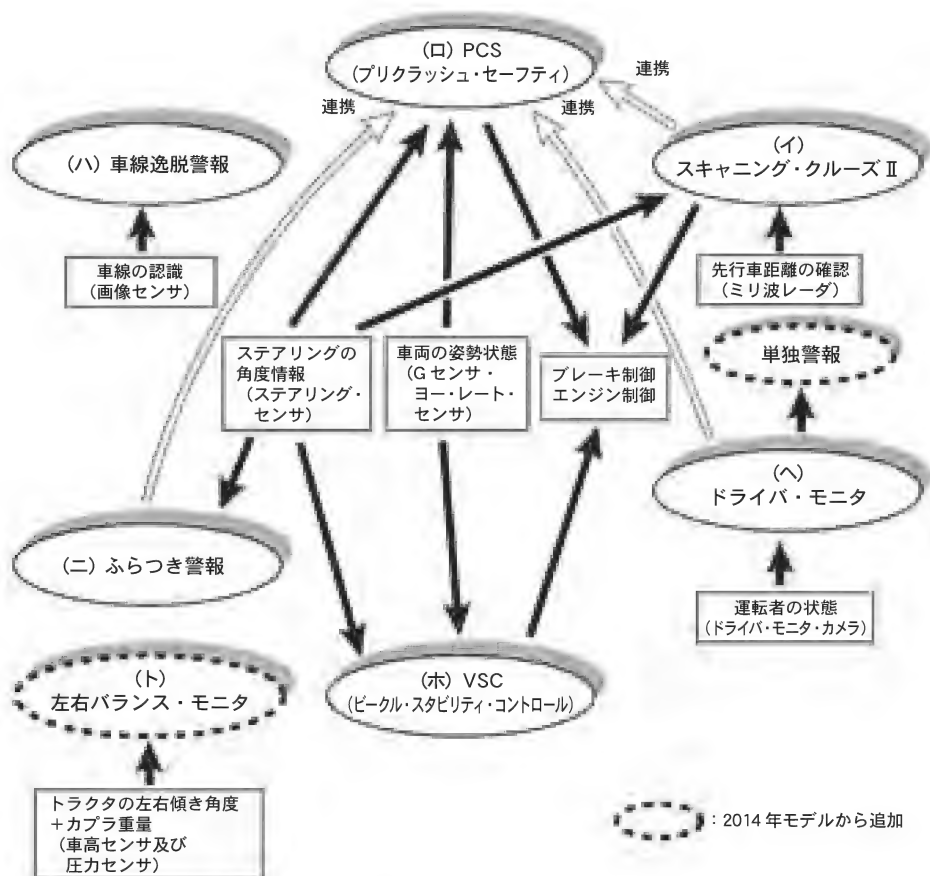 (ロ) PCS
(プリクラッシュ・セーフティ)
連携
連携
連携
(ハ) 車線逸脱警報
(イ)
スキャニング・クルーズⅡ
車線の認識
(画像センサ)
先行車距離の確認
(ミリ波レーダ)
単独警報
ステアリングの
角度情報
(ステアリング・
センサ)
車両の姿勢状態
(Gセンサ・
ヨー・レート・
センサ)
ブレーキ制御
エンジン制御
(ヘ)
ドライバ・モニタ
(ニ) ふらつき警報
運転者の状態
(ドライバ・モニタ・カメラ)
(ト)
左右バランス・モニタ
(ホ) VSC
(ビークル・スタビリティ・コントロール)
トラクタの左右傾き角度
+カプラ重量
(車高センサ及び
圧力センサ)
:2014年モデルから追加